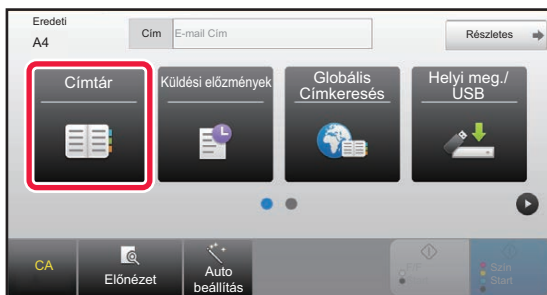 Eredeti
A4
Cím
E-mail Cím
Részletes
Címtár
Küldési előzmények
Globális
Címkeresés
Helyi meg./
USB
CA
Előnézet
Auto
beállítás
Szín
Start